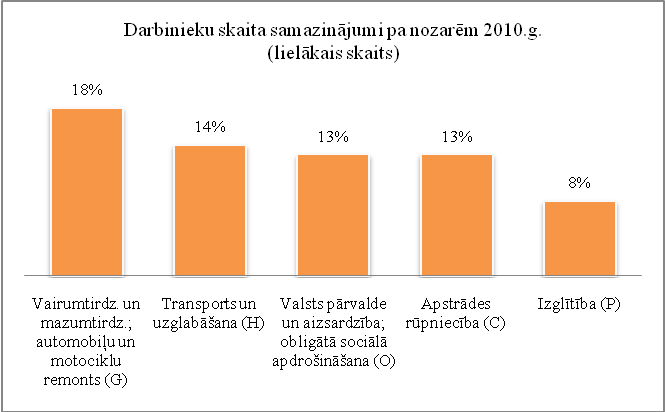 Darbinieku skaita samazinājumi pa nozarēm 2010.g.
(lielākais skaits)
18%
14%
13%
13%
8%
Vairumtirdz. un
mazumtirdz.;
automobiļu un
motociklu
remonts (G)
Transports un
uzglabāšana (H)
Valsts pārvalde
un aizsardzība;
obligātā sociālā
apdrošināšana (O)
Apstrādes
rūpniecība (C)
Izglītība (P)